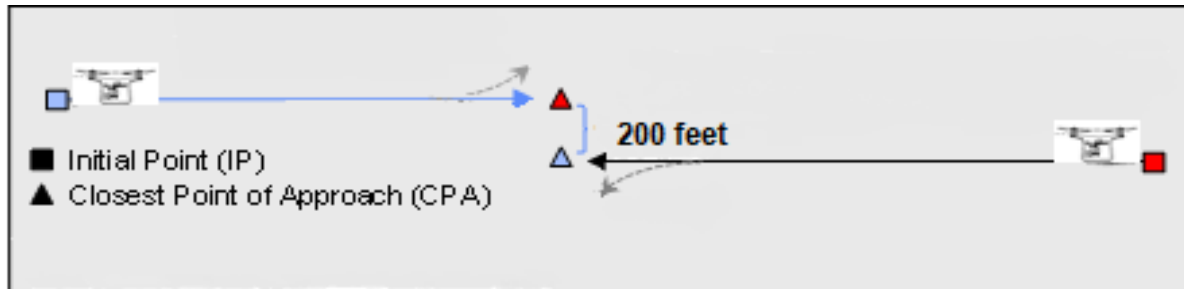 200 feet
Initial Point (IP)
Closest Point of Approach (CPA)